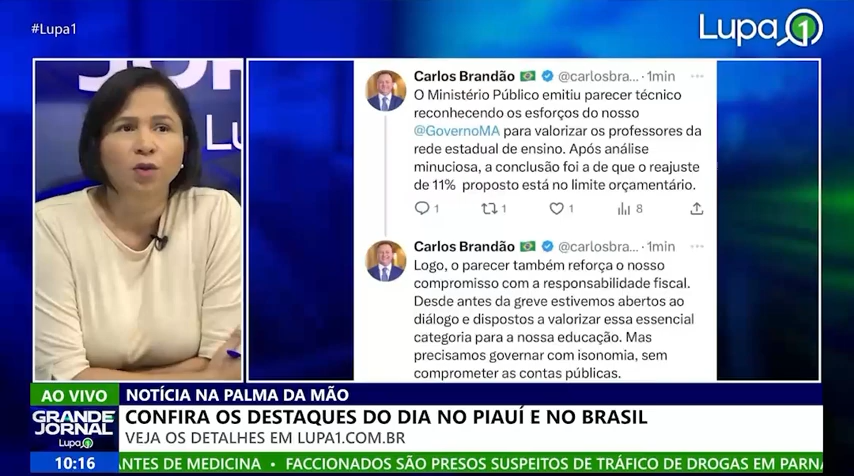 #Lupa1
Lupa 1
Carlos Brandão @carlosbra... · 1min
O Ministério Público emitiu parecer técnico
reconhecendo os esforços do nosso
@GovernoMA para valorizar os professores da
rede estadual de ensino. Após análise
minuciosa, a conclusão foi a de que o reajuste
de 11% proposto está no limite orçamentário.
1 1 1 8
Carlos Brandão @carlosbra... · 1min
Logo, o parecer também reforça o nosso
compromisso com a responsabilidade fiscal.
Desde antes da greve estivemos abertos ao
diálogo e dispostos a valorizar essa essencial
categoria para a nossa educação. Mas
precisamos governar com isonomia, sem
comprometer as contas públicas.
AO VIVO NOTÍCIA NA PALMA DA MÃO
GRANDE
JORNAL
Lupa 1
CONFIRA OS DESTAQUES DO DIA NO PIAUÍ E NO BRASIL
VEJA OS DETALHES EM LUPA1.COM.BR
10:16 ANTES DE MEDICINA • FACCIONADOS SÃO PRESOS SUSPEITOS DE TRÁFICO DE DROGAS EM PARNA